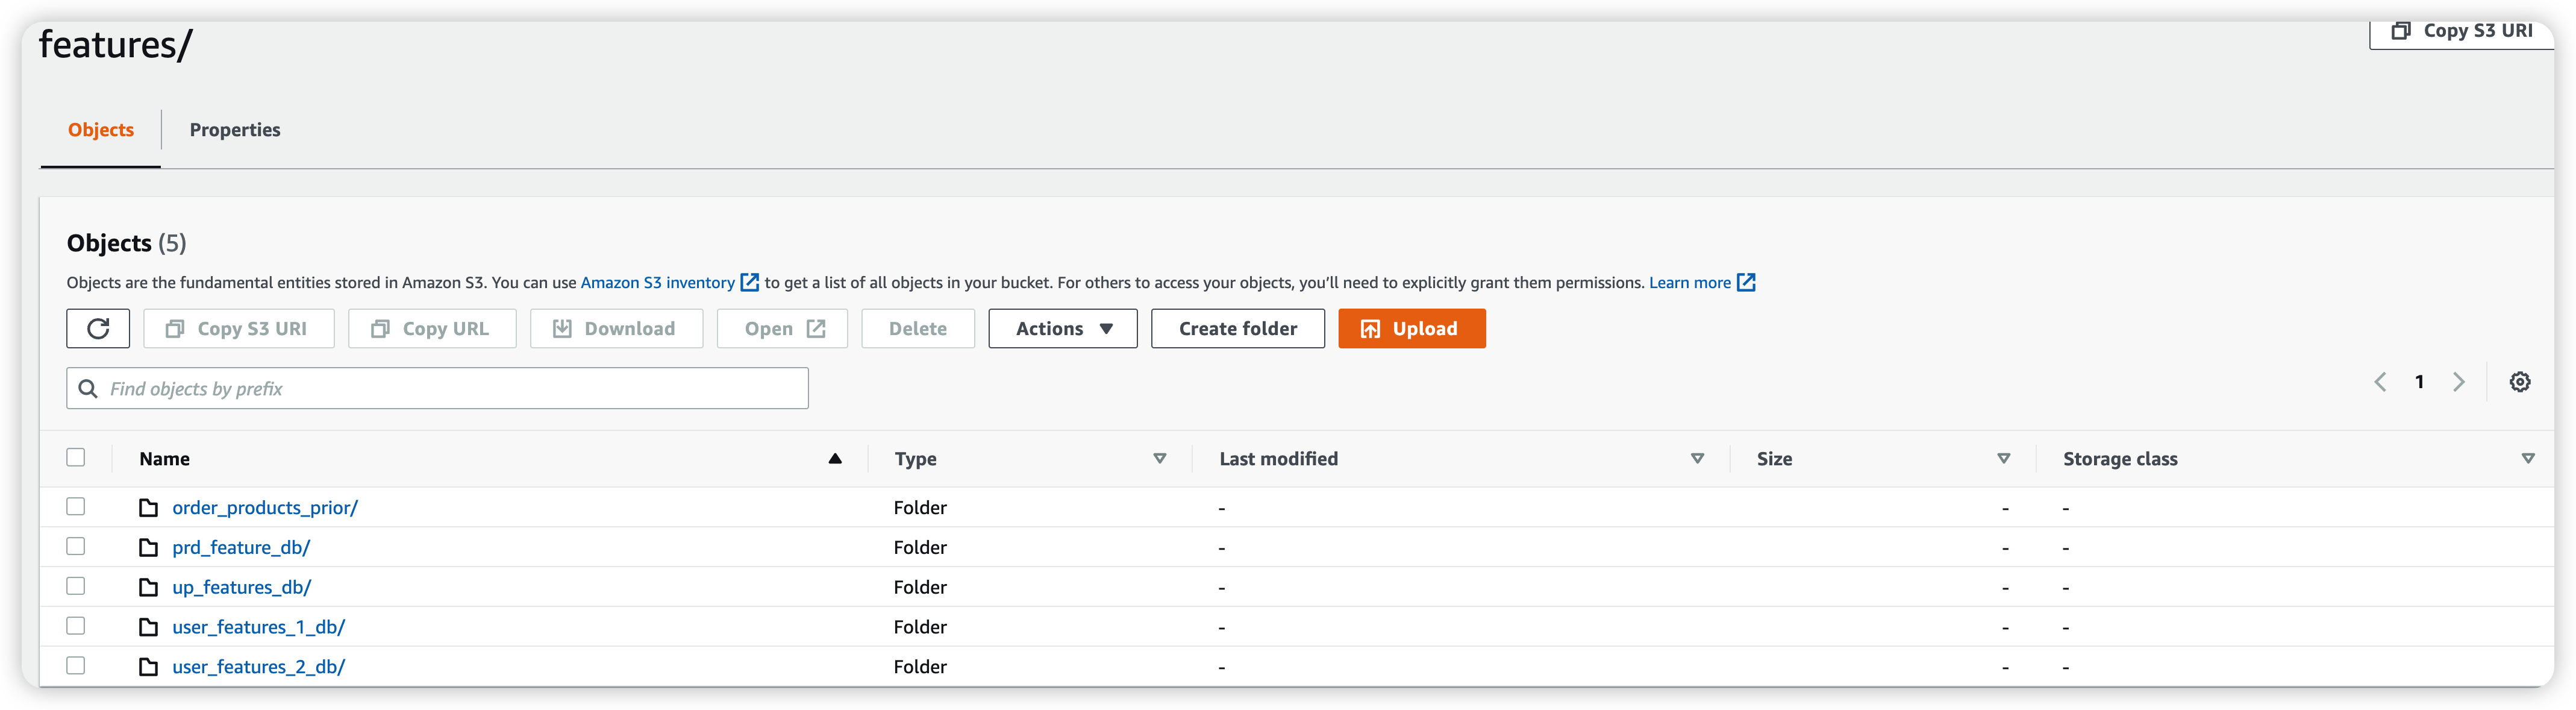 features/
Copy S3 URI
Objects Properties
Objects (5)
Objects are the fundamental entities stored in Amazon S3. You can use Amazon S3 inventory to get a list of all objects in your bucket. For others to access your objects, you’ll need to explicitly grant them permissions. Learn more
Copy S3 URI Copy URL Download Open Delete Actions Create folder Upload
Find objects by prefix
1
Name Type Last modified Size Storage class
order_products_prior/ Folder - - -
prd_feature_db/ Folder - - -
up_features_db/ Folder - - -
user_features_1_db/ Folder - - -
user_features_2_db/ Folder - - -